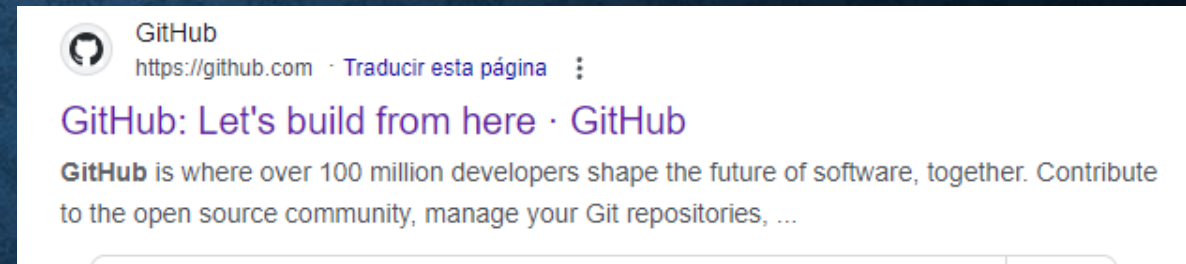 GitHub
https://github.com · Traducir esta página
GitHub: Let's build from here · GitHub
GitHub is where over 100 million developers shape the future of software, together. Contribute
to the open source community, manage your Git repositories, ...